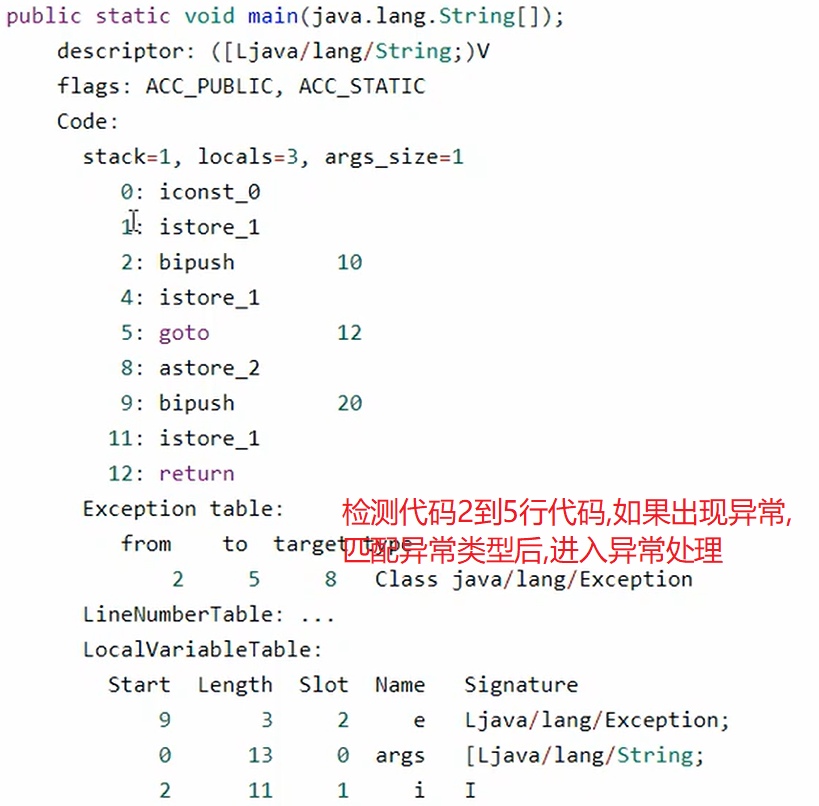 public static void main(java.lang.String[]);
descriptor: ([Ljava/lang/String;)V
flags: ACC_PUBLIC, ACC_STATIC
Code:
stack=1, locals=3, args_size=1
0: iconst_0
1: istore_1
2: bipush 10
4: istore_1
5: goto 12
8: astore_2
9: bipush 20
11: istore_1
12: return
Exception table:
检测代码2到5行代码,如果出现异常,
from to target type
匹配异常类型后,进入异常处理
2 5 8 Class java/lang/Exception
LineNumberTable: ...
LocalVariableTable:
Start Length Slot Name Signature
9 3 2 e Ljava/lang/Exception;
0 13 0 args [Ljava/lang/String;
2 11 1 i I